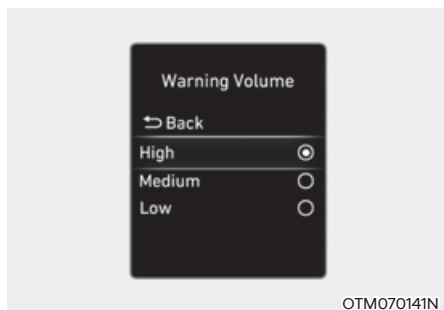 Warning Volume
Back
High
Medium
Low
OTM070141N